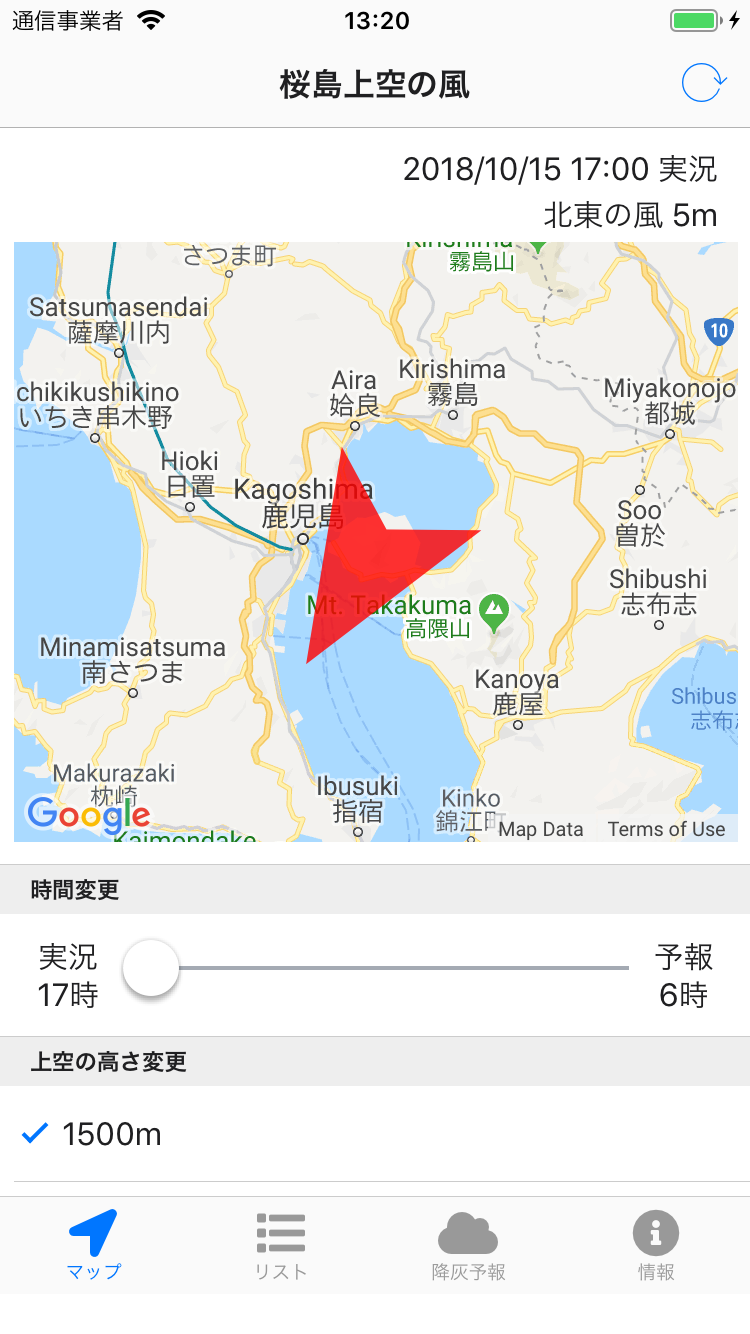 通信事業者
13:20
桜島上空の風
2018/10/15 17:00 実況
北東の風 5m
さつま町
Kirishima
霧島山
Satsumasendai
薩摩川内
10
Aira
姶良
Kirishima
霧島
Miyakonojo
都城
chikikushikino
いちき串木野
Hioki
日置
Kagoshima
鹿児島
Soo
曽於
Shibushi
志布志
Mt. Takakuma
高隈山
Minamisatsuma
南さつま
Kanoya
鹿屋
Shibus
志布
Makurazaki
枕崎
Ibusuki
指宿
Kinko
錦江町
Google
Kaimondake
Map Data
Terms of Use
時間変更
実況
17時
予報
6時
上空の高さ変更
1500m
マップ
リスト
降灰予報
情報